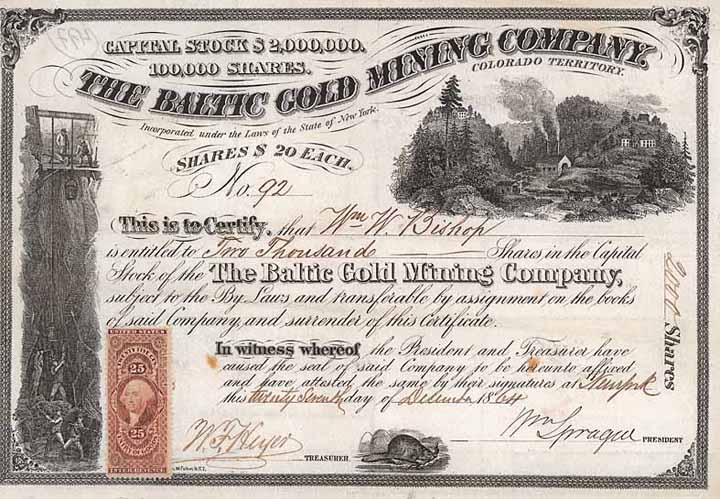 CAPITAL STOCK $2,000,000.
100,000 SHARES.
THE BALTIC GOLD MINING COMPANY,
COLORADO TERRITORY.
Incorporated under the Laws of the State of New York.
SHARES $20 EACH.
No. 92
This is to Certify, that Wm W. Bishop
is entitled to Two Thousand Shares in the Capital
Stock of the The Baltic Gold Mining Company,
subject to the By Laws and transferable by assignment on the books
of said Company, and surrender of this Certificate.
In witness whereof the President and Treasurer have
caused the seal of said Company to be hereunto affixed
and have attested the same by their signatures at New York
this twenty seventh day of December 1864
2000 Shares
UNITED STATES
25 25
INTER. REVENUE
W. F. Heyer
TREASURER.
Wm Sprague
PRESIDENT